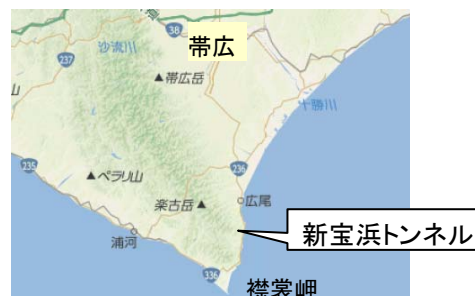 38
沙流川
帯広
237
▲帯広岳
山
十勝川
235
236
▲ペラリ山
楽古岳▲
広尾
浦河
新宝浜トンネル
336
襟裳岬